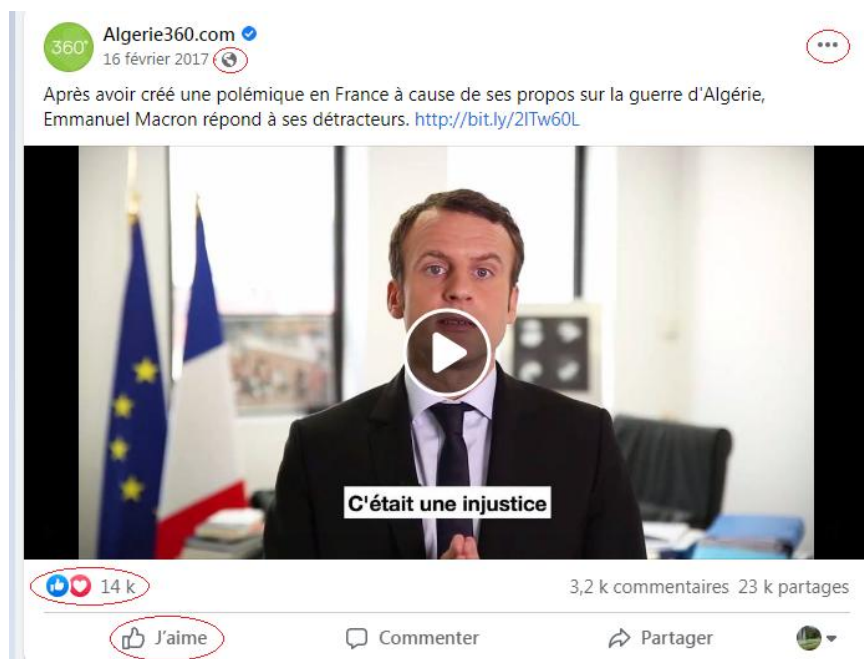 360°
Algerie360.com
16 février 2017
Après avoir créé une polémique en France à cause de ses propos sur la guerre d'Algérie,
Emmanuel Macron répond à ses détracteurs. http://bit.ly/2lTw60L
C'était une injustice
14 k
3,2 k commentaires 23 k partages
J'aime Commenter Partager